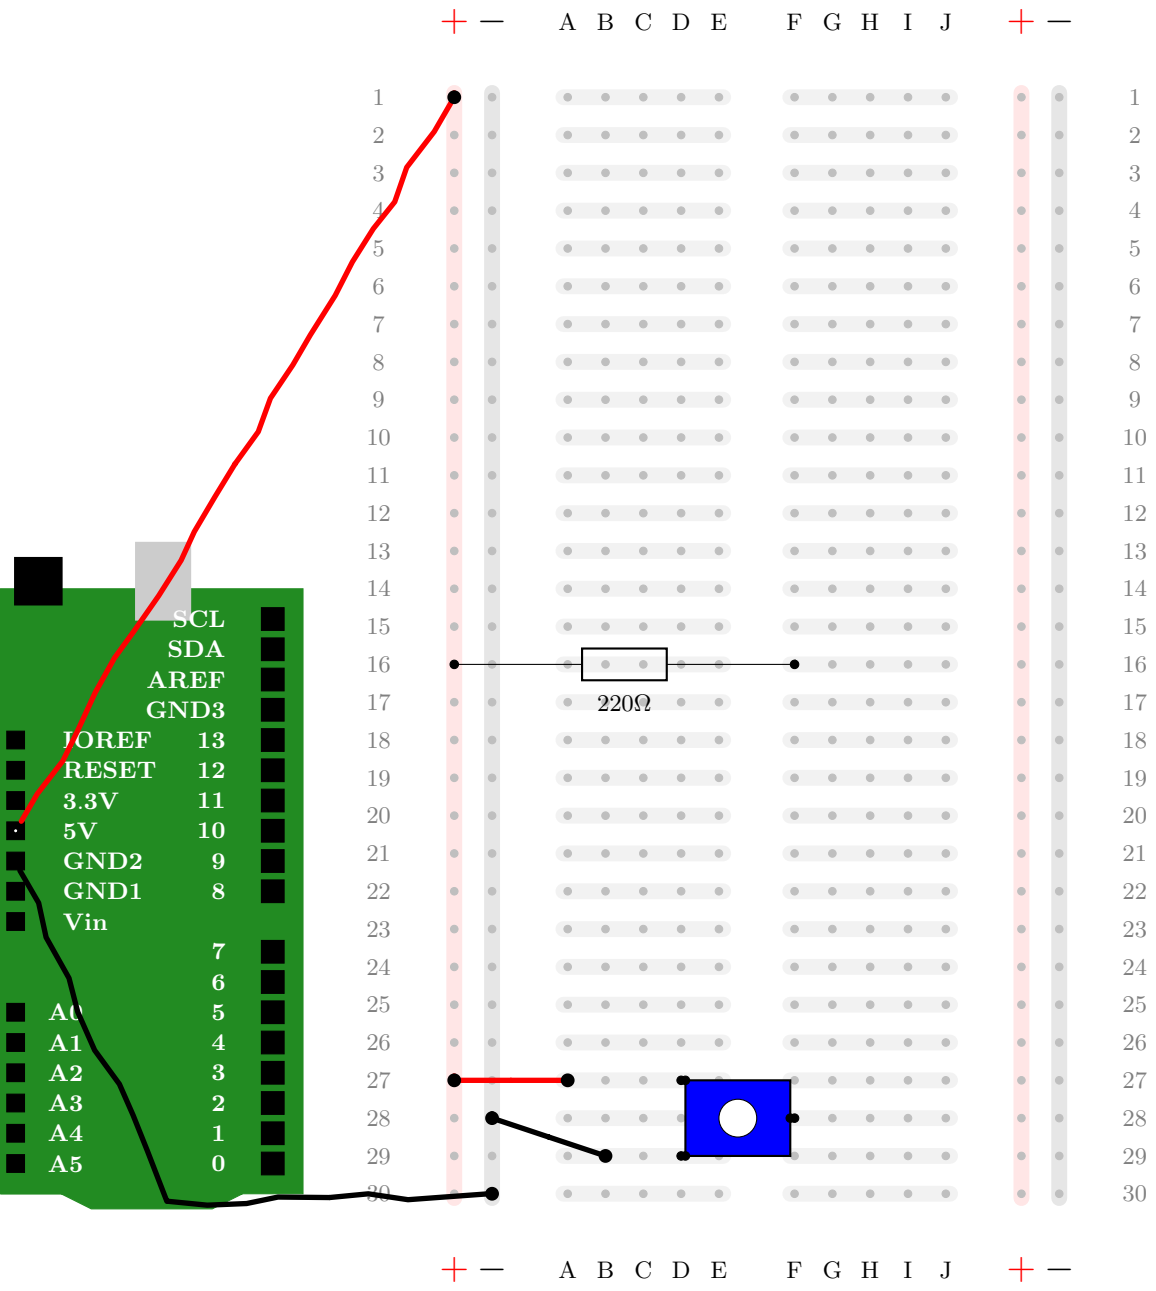 + − A B C D E F G H I J + −
1 1
2 2
3 3
4 4
5 5
6 6
7 7
8 8
9 9
10 10
11 11
12 12
13 13
14 14
SCL 15 15
SDA 16 16
AREF
GND3 17 220Ω 17
IOREF 13 18 18
RESET 12 19 19
3.3V 11 20 20
5V 10
GND2 9 21 21
GND1 8 22 22
Vin 23 23
7
6 24 24
A0 5 25 25
A1 4 26 26
A2 3 27 27
A3 2 28 28
A4 1
A5 0 29 29
30 30
+ − A B C D E F G H I J + −